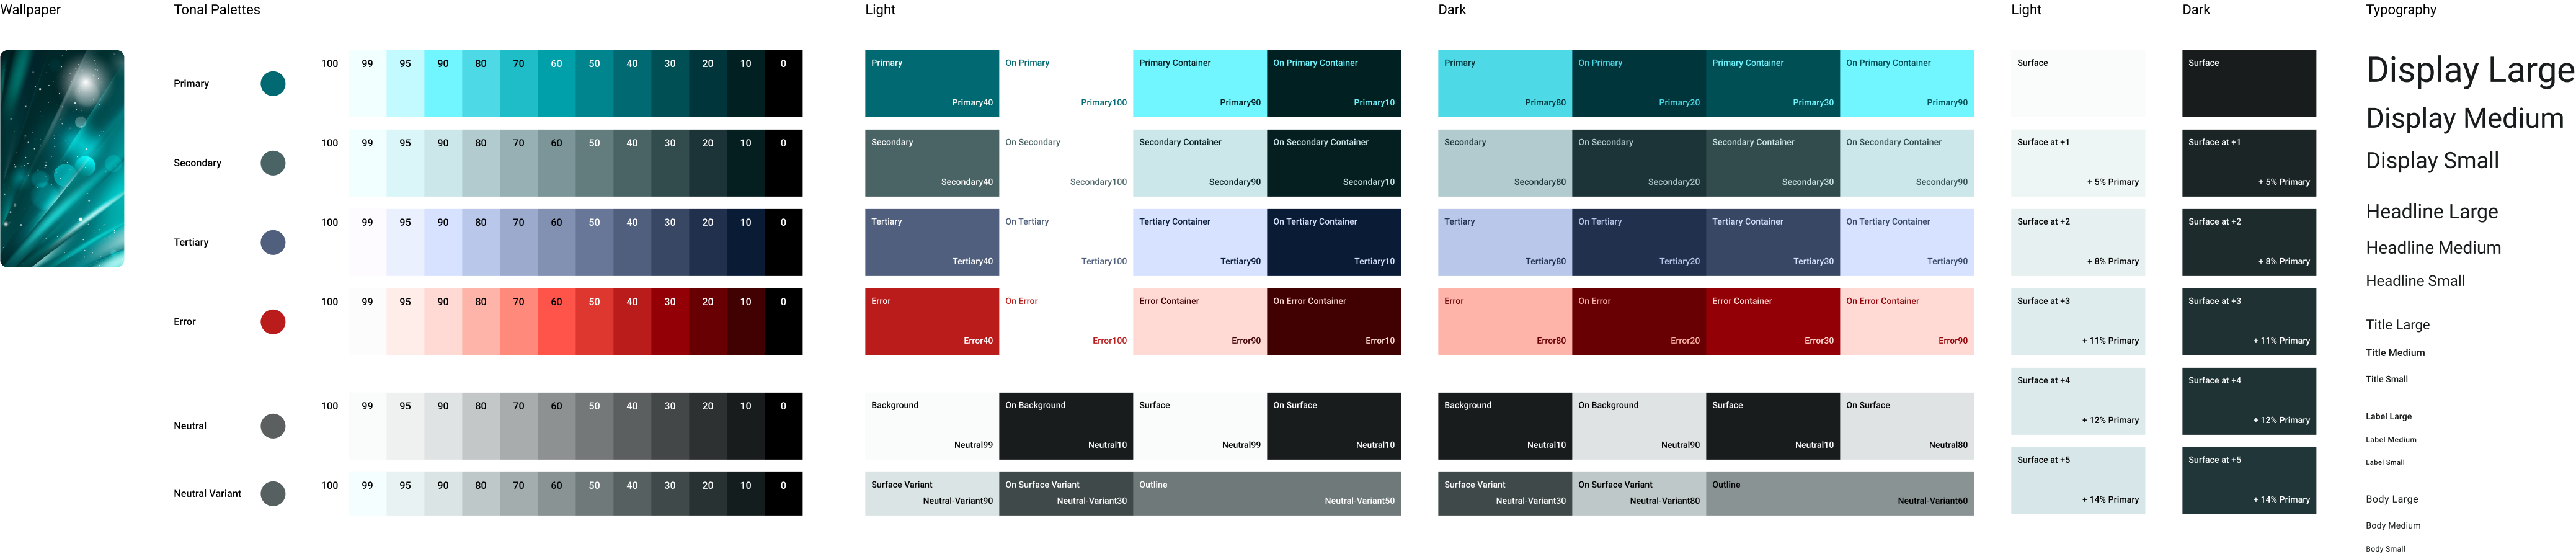 Wallpaper
Tonal Palettes
Light
Dark
Light
Dark
Typography
Primary
100 99 95 90 80 70 60 50 40 30 20 10 0
Secondary
100 99 95 90 80 70 60 50 40 30 20 10 0
Tertiary
100 99 95 90 80 70 60 50 40 30 20 10 0
Error
100 99 95 90 80 70 60 50 40 30 20 10 0
Neutral
100 99 95 90 80 70 60 50 40 30 20 10 0
Neutral Variant
100 99 95 90 80 70 60 50 40 30 20 10 0
Primary
Primary40
On Primary
Primary100
Primary Container
Primary90
On Primary Container
Primary10
Secondary
Secondary40
On Secondary
Secondary100
Secondary Container
Secondary90
On Secondary Container
Secondary10
Tertiary
Tertiary40
On Tertiary
Tertiary100
Tertiary Container
Tertiary90
On Tertiary Container
Tertiary10
Error
Error40
On Error
Error100
Error Container
Error90
On Error Container
Error10
Background
Neutral99
On Background
Neutral10
Surface
Neutral99
On Surface
Neutral10
Surface Variant
Neutral-Variant90
On Surface Variant
Neutral-Variant30
Outline
Neutral-Variant50
Primary
Primary80
On Primary
Primary20
Primary Container
Primary30
On Primary Container
Primary90
Secondary
Secondary80
On Secondary
Secondary20
Secondary Container
Secondary30
On Secondary Container
Secondary90
Tertiary
Tertiary80
On Tertiary
Tertiary20
Tertiary Container
Tertiary30
On Tertiary Container
Tertiary90
Error
Error80
On Error
Error20
Error Container
Error30
On Error Container
Error90
Background
Neutral10
On Background
Neutral90
Surface
Neutral10
On Surface
Neutral80
Surface Variant
Neutral-Variant30
On Surface Variant
Neutral-Variant80
Outline
Neutral-Variant60
Surface
Surface at +1
+ 5% Primary
Surface at +2
+ 8% Primary
Surface at +3
+ 11% Primary
Surface at +4
+ 12% Primary
Surface at +5
+ 14% Primary
Surface
Surface at +1
+ 5% Primary
Surface at +2
+ 8% Primary
Surface at +3
+ 11% Primary
Surface at +4
+ 12% Primary
Surface at +5
+ 14% Primary
Display Large
Display Medium
Display Small
Headline Large
Headline Medium
Headline Small
Title Large
Title Medium
Title Small
Label Large
Label Medium
Label Small
Body Large
Body Medium
Body Small